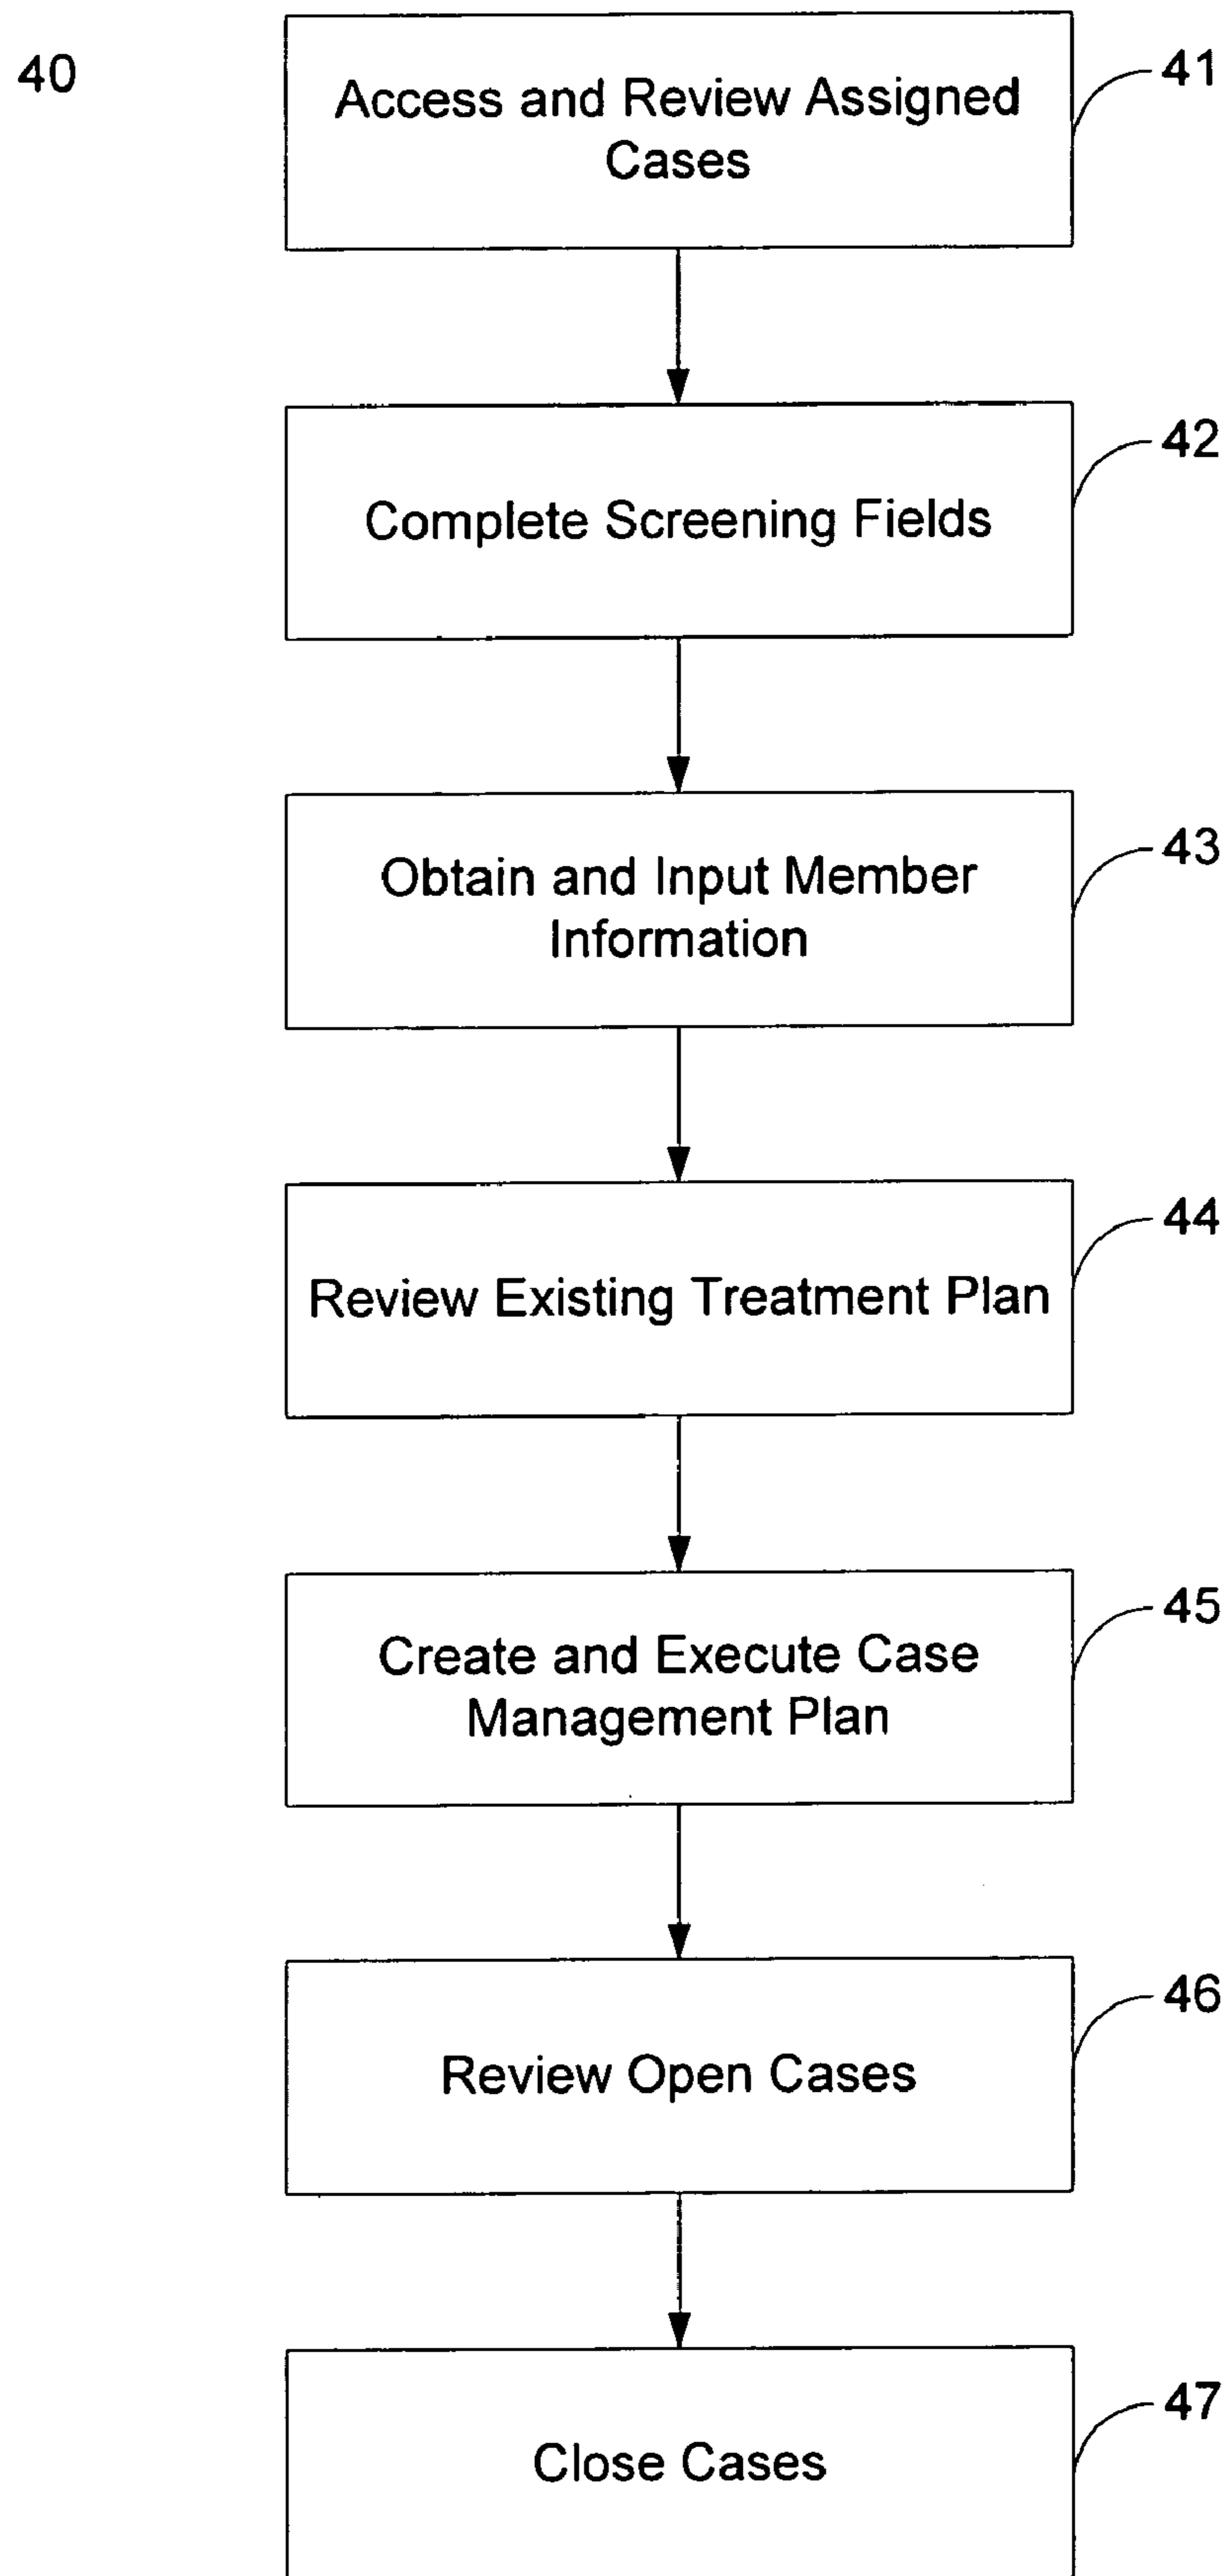 40
Access and Review Assigned
Cases
41
Complete Screening Fields
42
Obtain and Input Member
Information
43
Review Existing Treatment Plan
44
Create and Execute Case
Management Plan
45
Review Open Cases
46
Close Cases
47